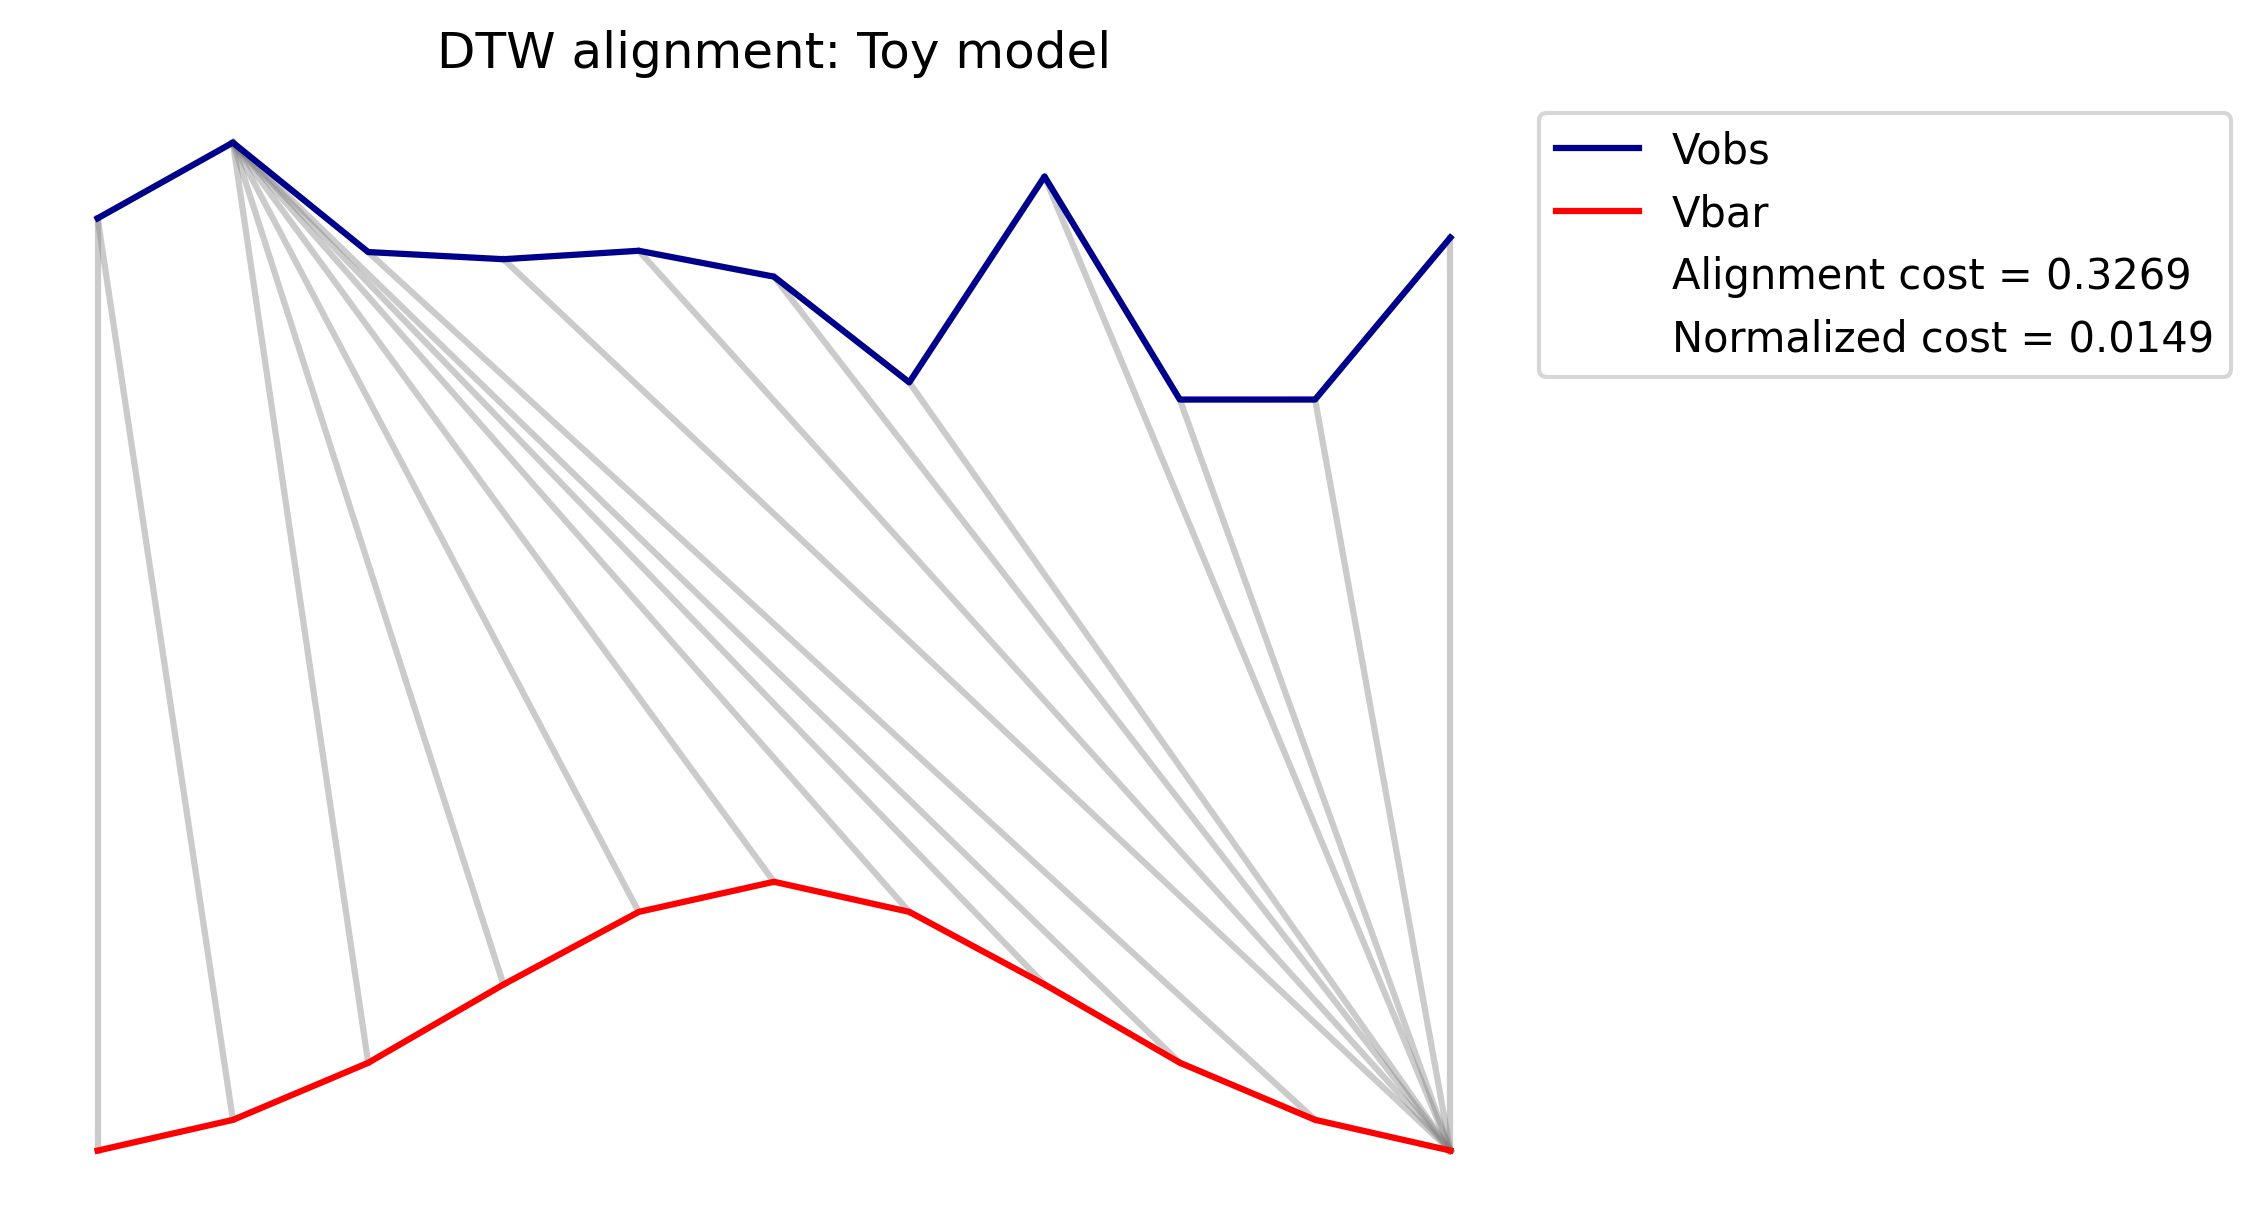 DTW alignment: Toy model
Vobs
Vbar
Alignment cost = 0.3269
Normalized cost = 0.0149